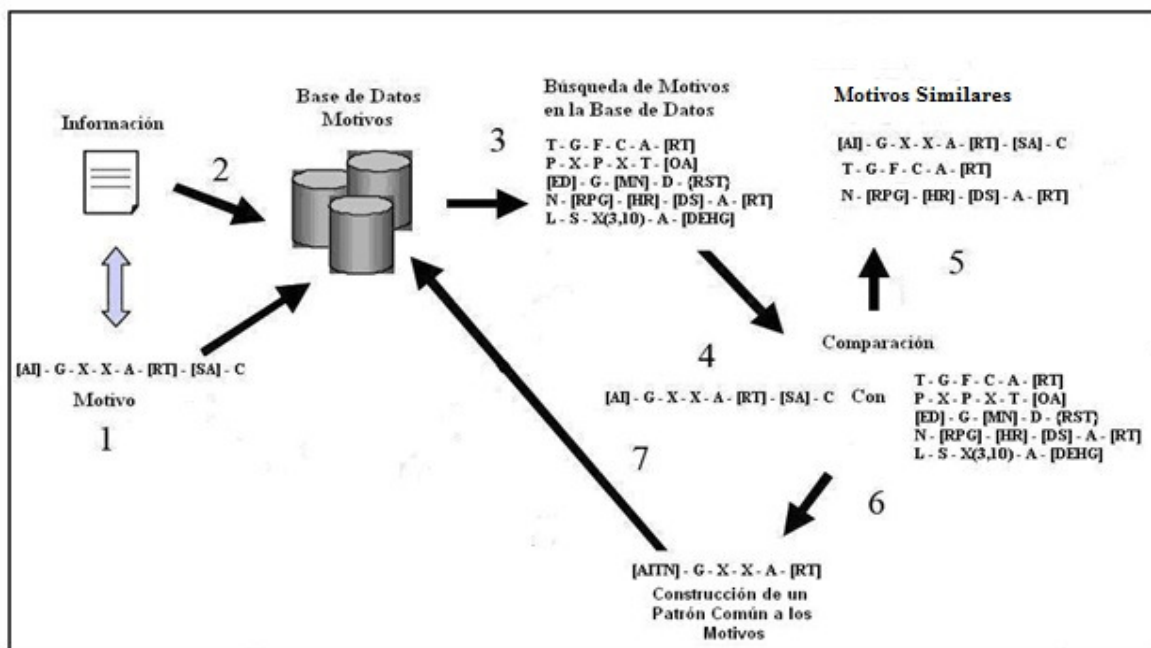 Información
2
Base de Datos
Motivos
3
Búsqueda de Motivos
en la Base de Datos
T - G - F - C - A - [RT]
P - X - P - X - T - [OA]
[ED] - G - [MN] - D - {RST}
N - [RPG] - [HR] - [DS] - A - [RT]
L - S - X(3,10) - A - [DEHG]
Motivos Similares
[AI] - G - X - X - A - [RT] - [SA] - C
T - G - F - C - A - [RT]
N - [RPG] - [HR] - [DS] - A - [RT]
5
[AI] - G - X - X - A - [RT] - [SA] - C
Motivo
1
4
Comparación
[AI] - G - X - X - A - [RT] - [SA] - C Con
T - G - F - C - A - [RT]
P - X - P - X - T - [OA]
[ED] - G - [MN] - D - {RST}
N - [RPG] - [HR] - [DS] - A - [RT]
L - S - X(3,10) - A - [DEHG]
7
6
[AITN] - G - X - X - A - [RT]
Construcción de un
Patrón Común a los
Motivos